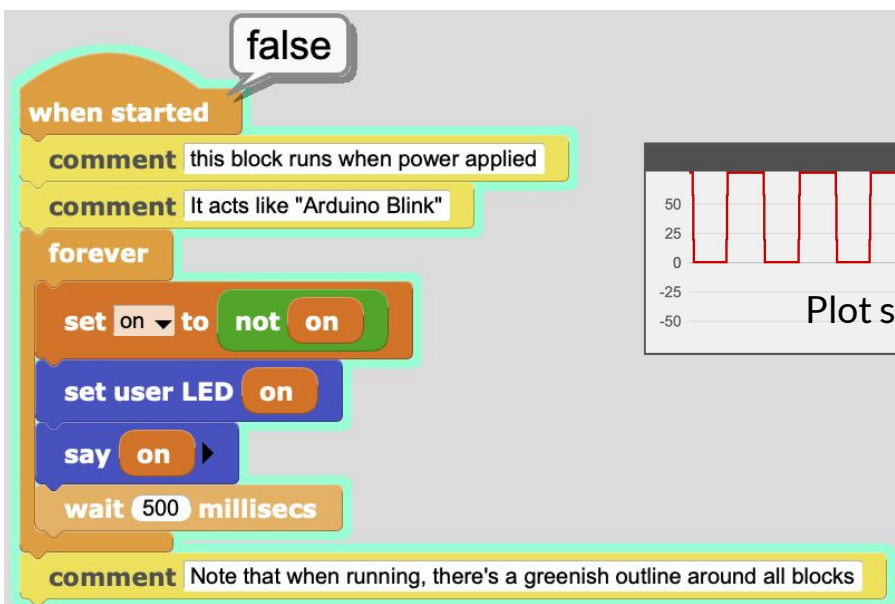 false
when started
comment this block runs when power applied
comment It acts like "Arduino Blink"
forever
set on to not on
set user LED on
say on
wait 500 millisecs
comment Note that when running, there's a greenish outline around all blocks
50
25
0
-25
-50
Plot s